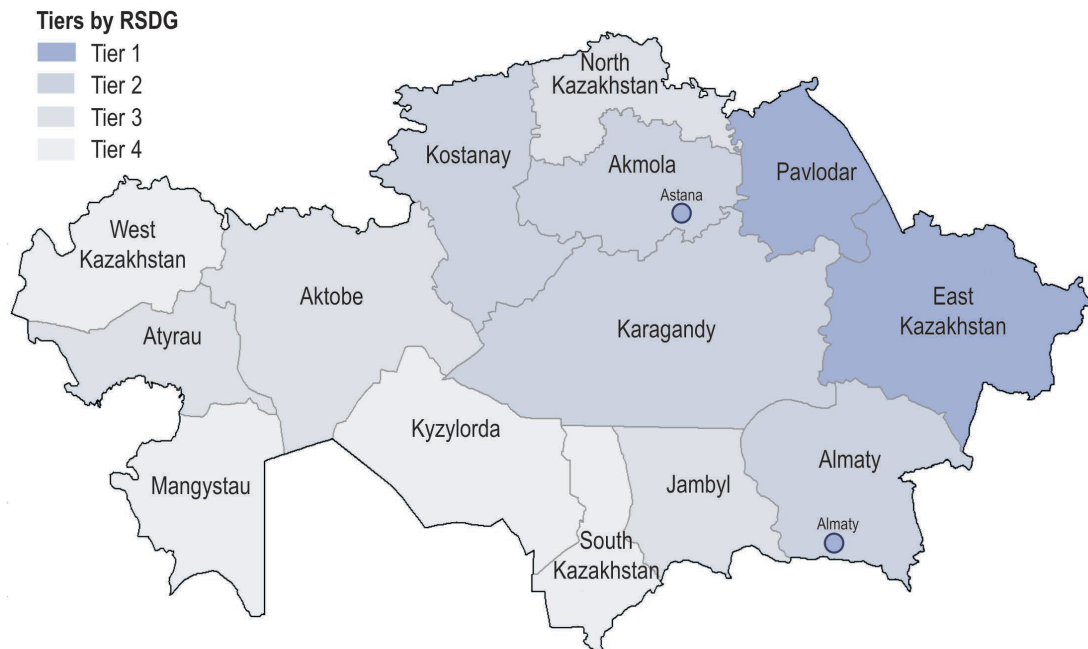 Tiers by RSDG
Tier 1
Tier 2
Tier 3
Tier 4
North
Kazakhstan
Kostanay
Akmola
Astana
Pavlodar
West
Kazakhstan
Aktobe
East
Kazakhstan
Atyrau
Karagandy
Kyzylorda
Almaty
Mangystau
Jambyl
Almaty
South
Kazakhstan